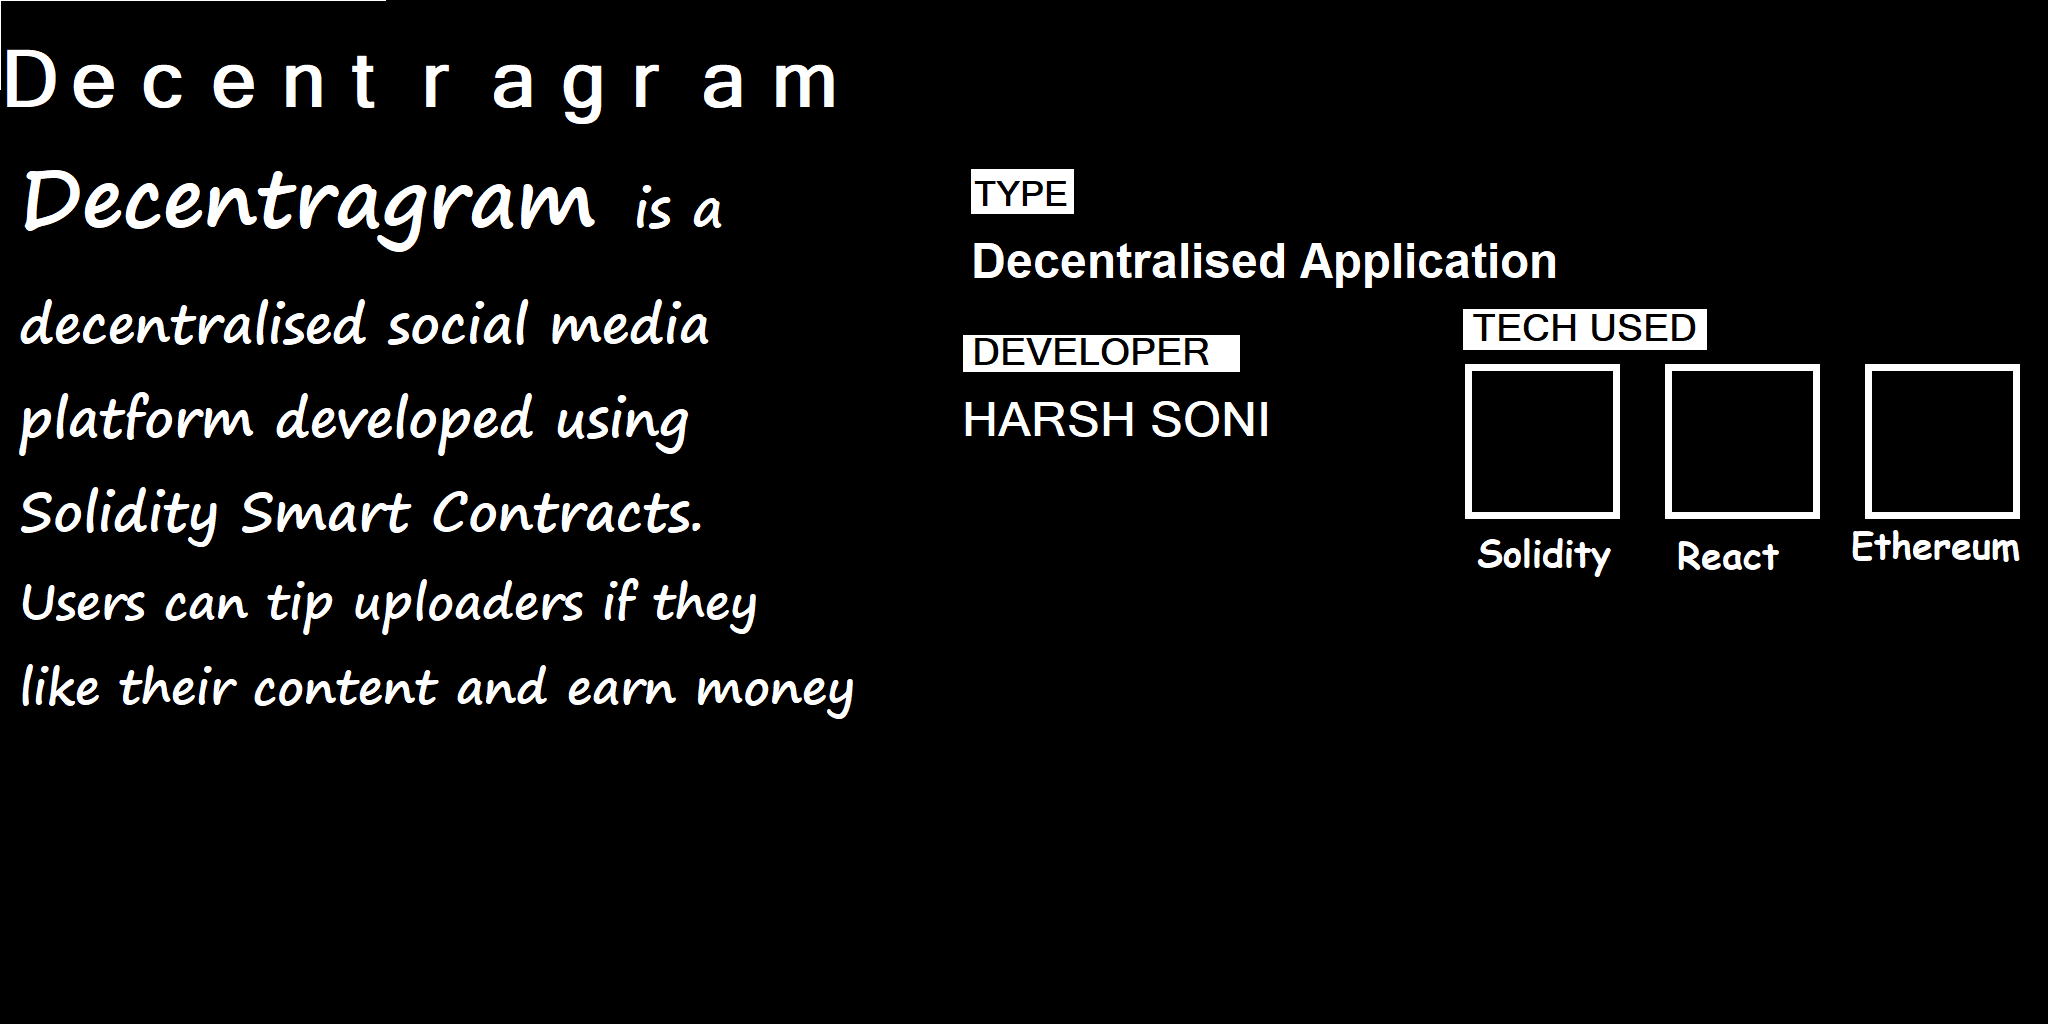 Decentragram
Decentragram is a
decentralised social media
platform developed using
Solidity Smart Contracts.
Users can tip uploaders if they
like their content and earn money
TYPE
Decentralised Application
DEVELOPER
HARSH SONI
TECH USED
Solidity
React
Ethereum